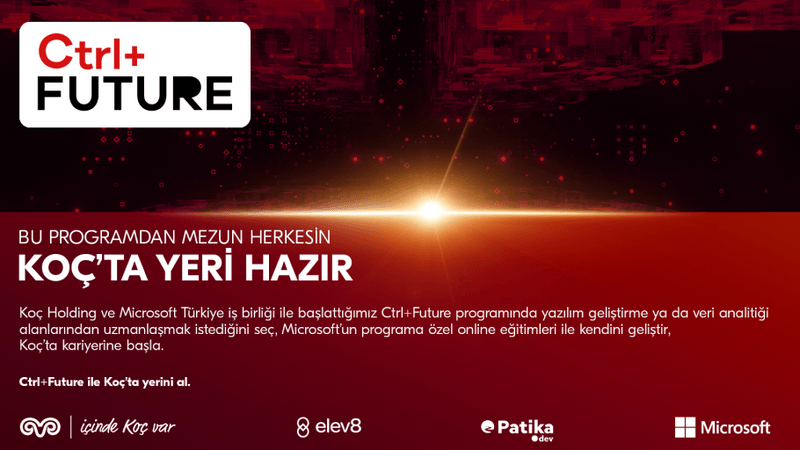 Ctrl+
FUTURE
BU PROGRAMDAN MEZUN HERKESİN
KOÇ'TA YERİ HAZIR
Koç Holding ve Microsoft Türkiye iş birliği ile başlattığımız Ctrl+Future programında yazılım geliştirme ya da veri analitiği
alanlarından uzmanlaşmak istediğini seç, Microsoft'un programa özel online eğitimleri ile kendini geliştir,
Koç'ta kariyerine başla.
Ctrl+Future ile Koç'ta yerini al.
içinde Koç var
elev8
Patika
.dev
Microsoft